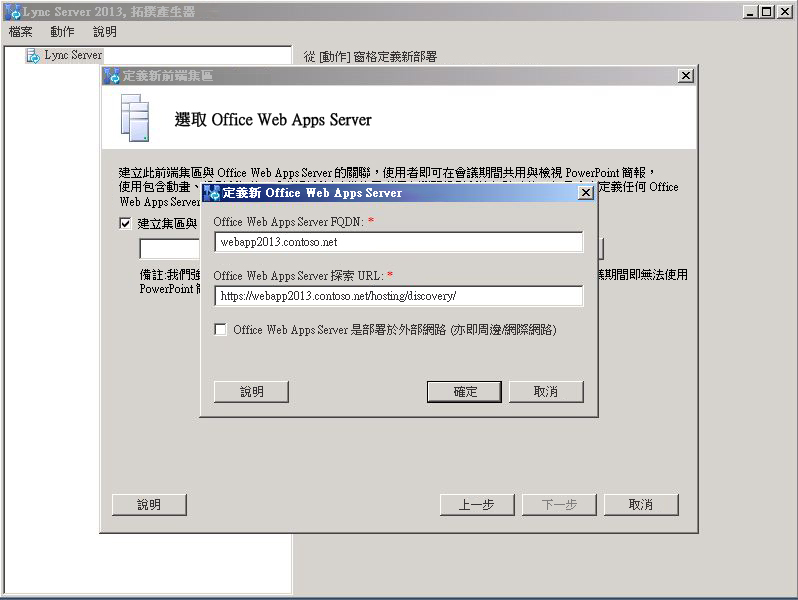 Lync Server 2013, 拓撲產生器
檔案 動作 說明
Lync Server
從 [動作] 窗格定義新部署
定義新前端集區
選取 Office Web Apps Server
建立此前端集區與 Office Web Apps Server 的關聯，使用者即可在會議期間共用與檢視 PowerPoint 簡報，
使用包含動畫、
定義任何 Office
Web Apps Server
建立集區與
備註:我們強
議期間即無法使用
PowerPoint
定義新 Office Web Apps Server
Office Web Apps Server FQDN: *
webapp2013.contoso.net
Office Web Apps Server 探索 URL: *
https://webapp2013.contoso.net/hosting/discovery/
Office Web Apps Server 是部署於外部網路 (亦即周邊/網際網路)
說明 確定 取消
說明 上一步 下一步 取消